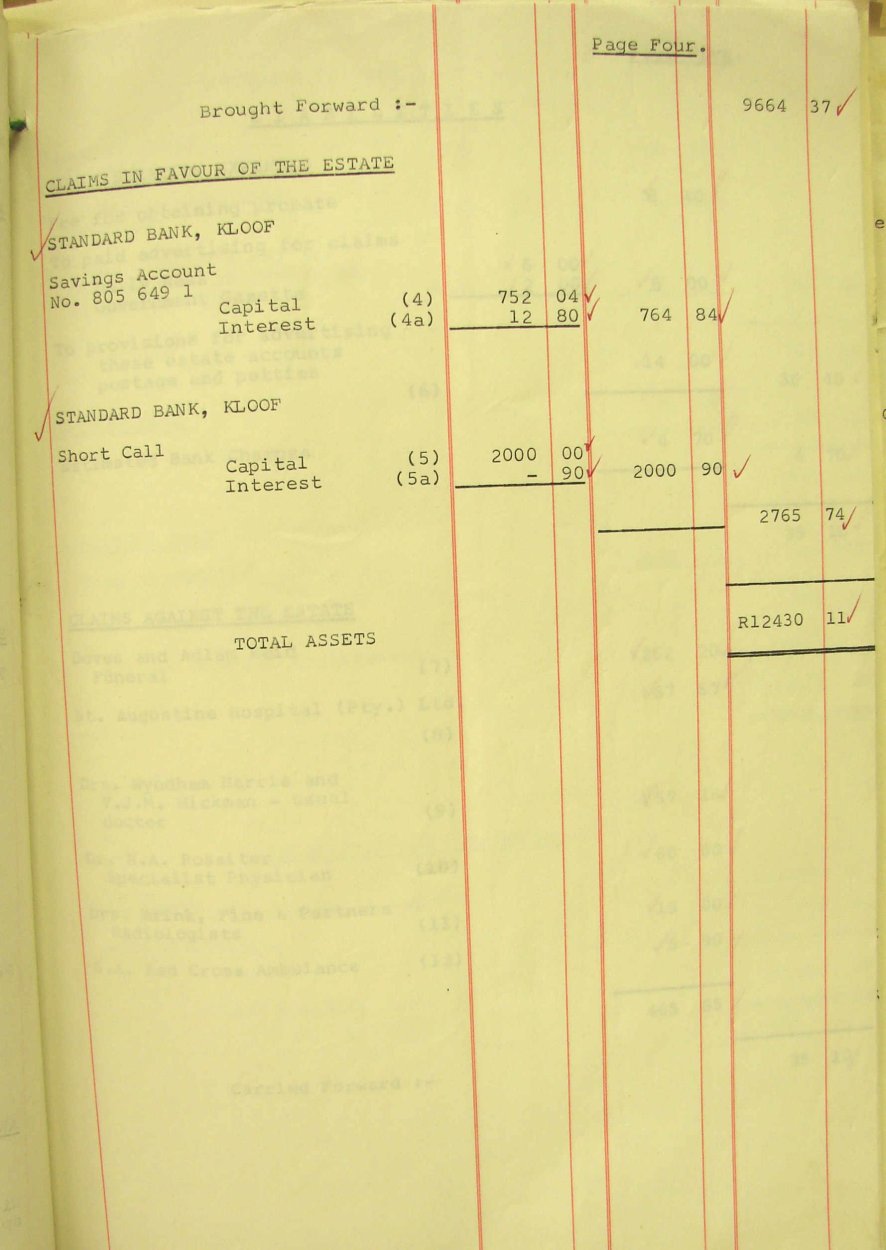 Page Four.
Brought Forward :- 9664 37
CLAIMS IN FAVOUR OF THE ESTATE
STANDARD BANK, KLOOF
Savings Account
No. 805 649 1
Capital (4) 752 04
Interest (4a) 12 80 764 84
STANDARD BANK, KLOOF
Short Call
Capital (5) 2000 00
Interest (5a) - 90 2000 90
2765 74
TOTAL ASSETS R12430 11